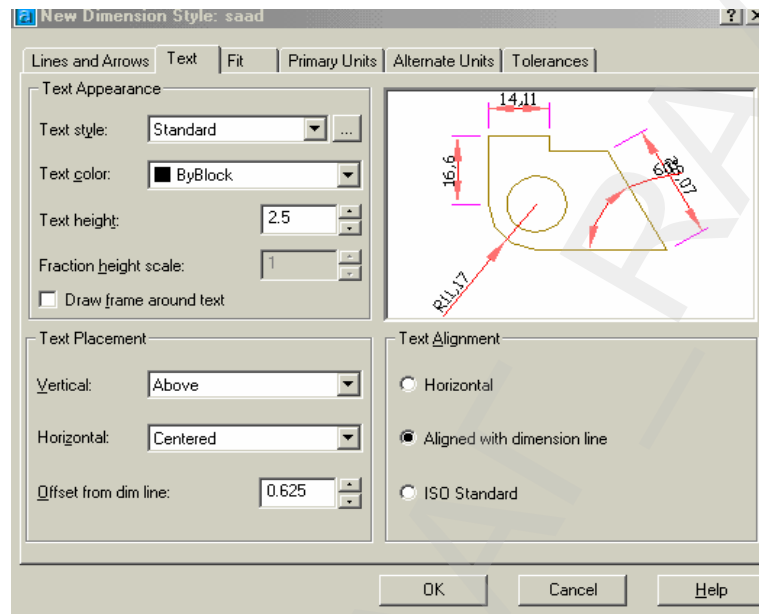 New Dimension Style: saad
Lines and Arrows Text Fit Primary Units Alternate Units Tolerances
Text Appearance
Text style: Standard ...
Text color: ByBlock
Text height: 2.5
Fraction height scale: 1
Draw frame around text
14,11
16,6
R11,17
Text Placement
Vertical: Above
Horizontal: Centered
Offset from dim line: 0.625
Text Alignment
Horizontal
Aligned with dimension line
ISO Standard
OK Cancel Help